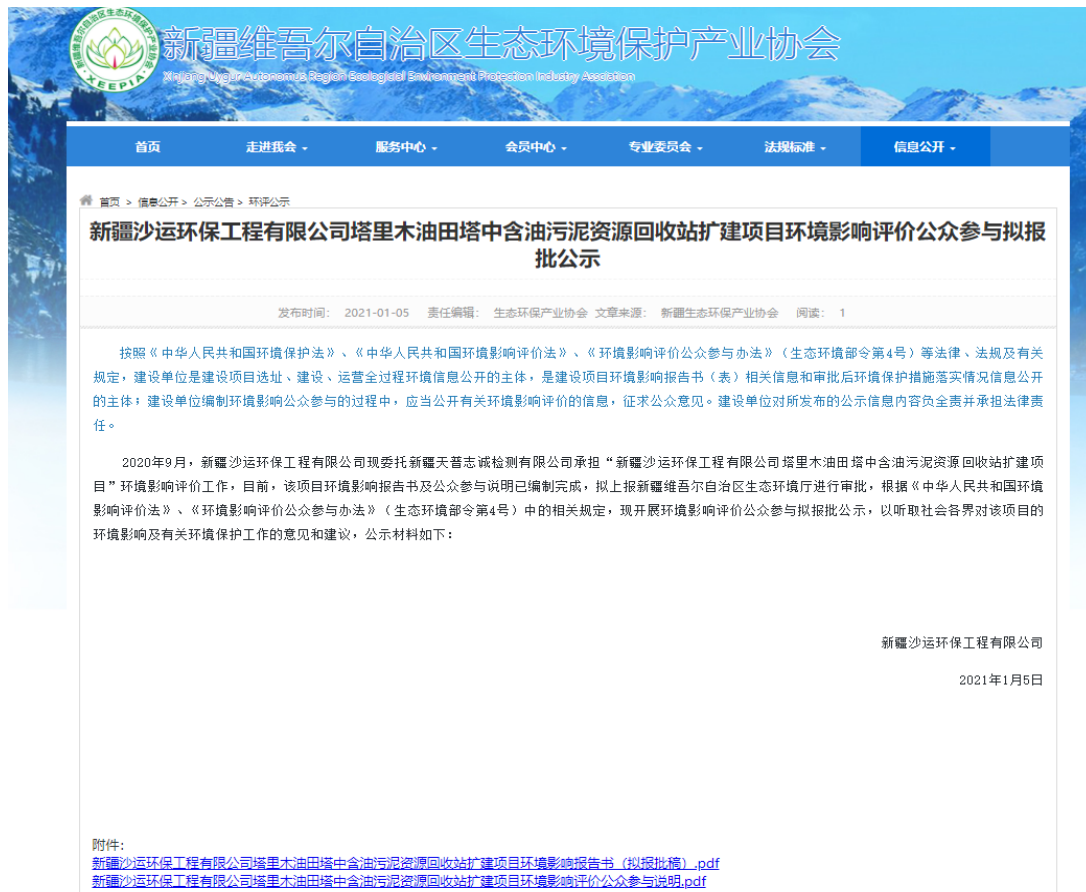 新疆维吾尔自治区生态环境保护产业协会
Xinjiang Uygur Autonomous Region Ecological Environment Protection Industry Assciation
XEEPIA
首页 走进我会 服务中心 会员中心 专业委员会 法规标准 信息公开
首页 > 信息公开 > 公示公告 > 环评公示
新疆沙运环保工程有限公司塔里木油田塔中含油污泥资源回收站扩建项目环境影响评价公众参与拟报
批公示
发布时间: 2021-01-05 责任编辑: 生态环保产业协会 文章来源: 新疆生态环保产业协会 阅读: 1
按照《中华人民共和国环境保护法》、《中华人民共和国环境影响评价法》、《环境影响评价公众参与办法》（生态环境部令第4号）等法律、法规及有关
规定，建设单位是建设项目选址、建设、运营全过程环境信息公开的主体，是建设项目环境影响报告书（表）相关信息和审批后环境保护措施落实情况信息公开
的主体；建设单位编制环境影响公众参与的过程中，应当公开有关环境影响评价的信息，征求公众意见。建设单位对所发布的公示信息内容负全责并承担法律责
任。
2020年9月，新疆沙运环保工程有限公司现委托新疆天普志诚检测有限公司承担“新疆沙运环保工程有限公司塔里木油田塔中含油污泥资源回收站扩建项
目”环境影响评价工作，目前，该项目环境影响报告书及公众参与说明已编制完成，拟上报新疆维吾尔自治区生态环境厅进行审批，根据《中华人民共和国环境
影响评价法》、《环境影响评价公众参与办法》（生态环境部令第4号）中的相关规定，现开展环境影响评价公众参与拟报批公示，以听取社会各界对该项目的
环境影响及有关环境保护工作的意见和建议，公示材料如下：
新疆沙运环保工程有限公司
2021年1月5日
附件:
新疆沙运环保工程有限公司塔里木油田塔中含油污泥资源回收站扩建项目环境影响报告书（拟报批稿）.pdf
新疆沙运环保工程有限公司塔里木油田塔中含油污泥资源回收站扩建项目环境影响评价公众参与说明.pdf